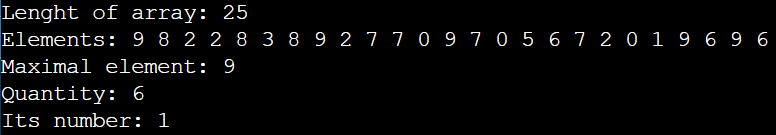 Lenght of array: 25
Elements: 9 8 2 2 8 3 8 9 2 7 7 0 9 7 0 5 6 7 2 0 1 9 6 9 6
Maximal element: 9
Quantity: 6
Its number: 1